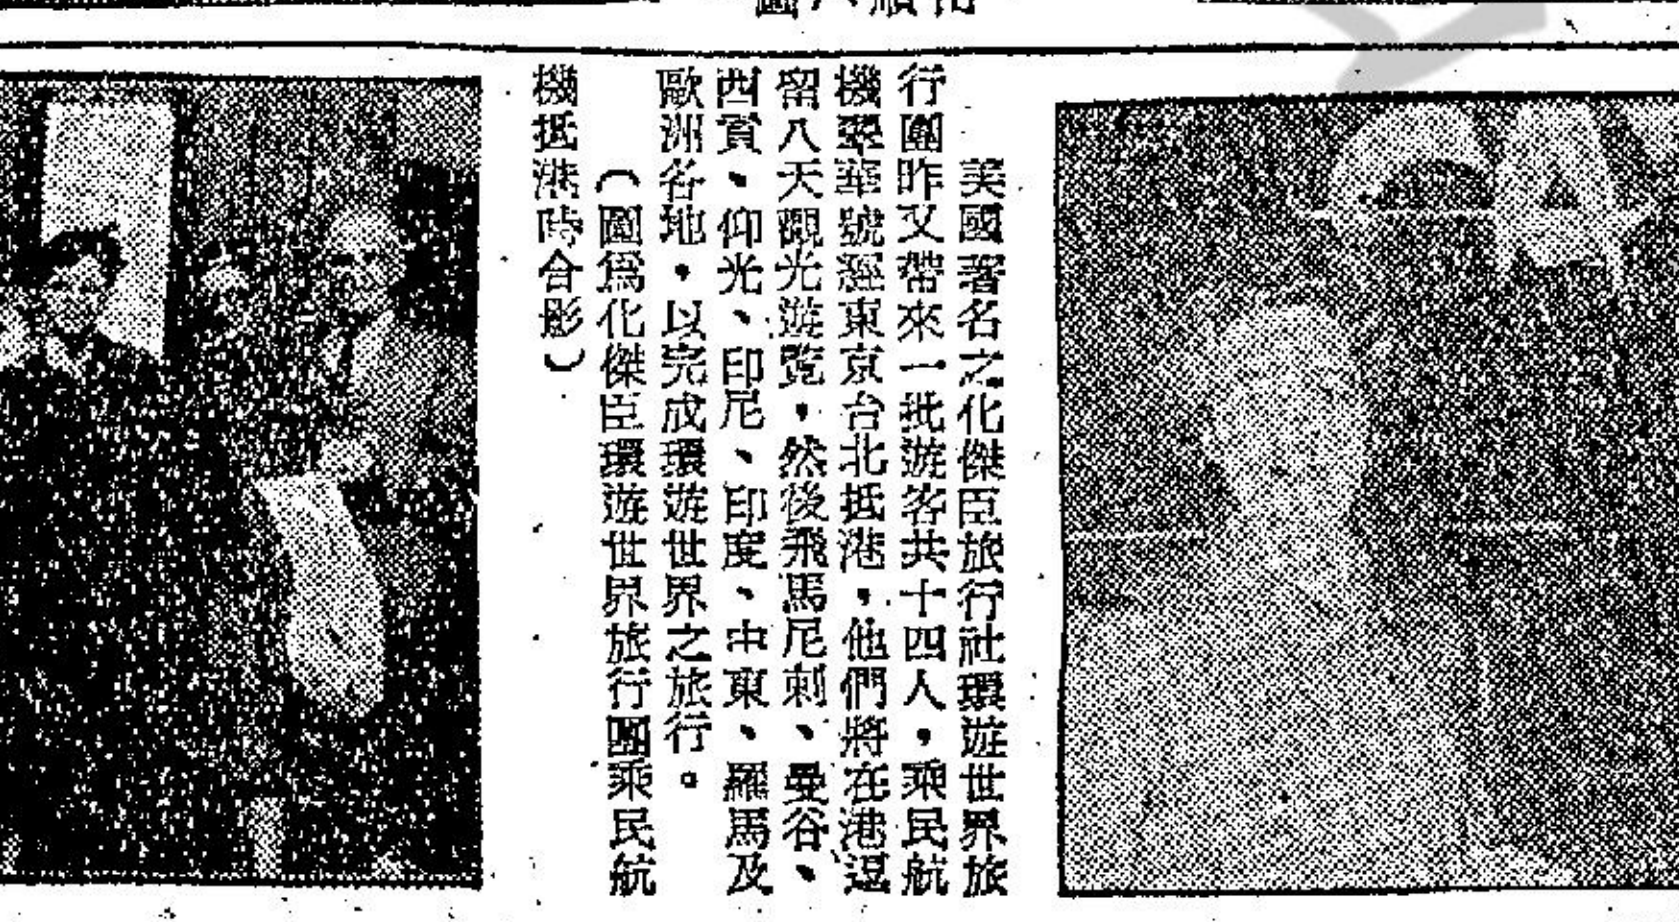 美國著名之化傑臣旅行社環遊世界旅
行團昨又帶來一批遊客共十四人,乘民航
機翠華號經東京台北抵港,他們將在港逗
留八天觀光遊覽,然後飛馬尼剌、曼谷、
西貢、仰光、印尼、印度、中東、羅馬及
歐洲各地,以完成環遊世界之旅行。
(圖爲化傑臣環遊世界旅行團乘民航
機抵港時合影)